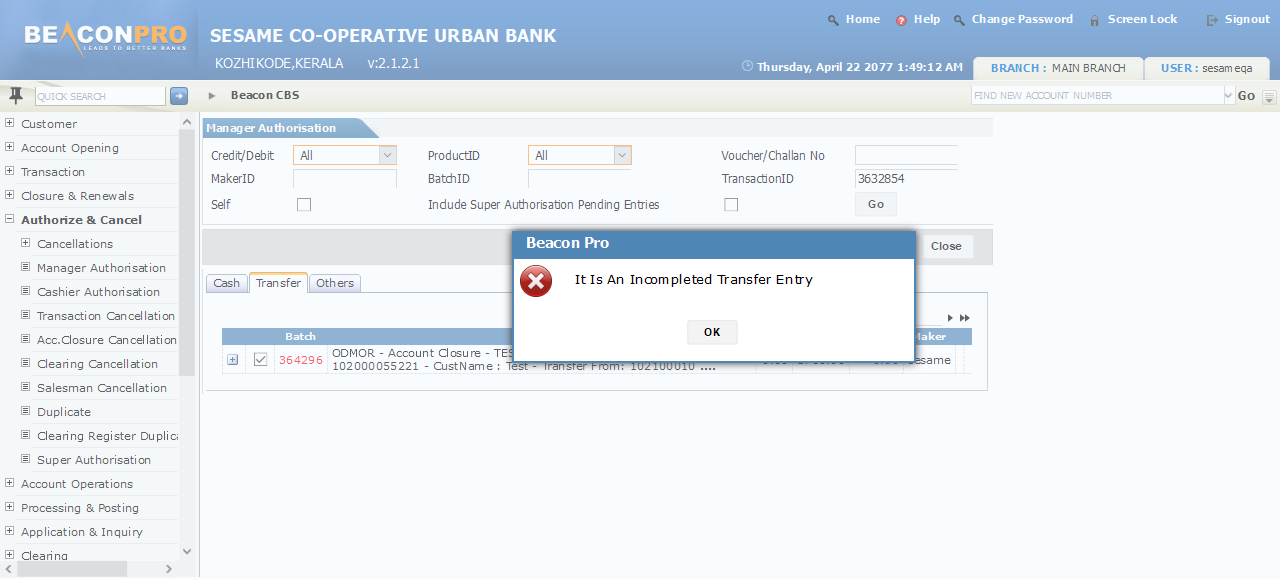 BEACONPRO
LEADS TO BETTER BANKS
SESAME CO-OPERATIVE URBAN BANK
KOZHIKODE,KERALA v:2.1.2.1
Home Help Change Password Screen Lock Signout
Thursday, April 22 2077 1:49:12 AM BRANCH : MAIN BRANCH USER : sesameqa
QUICK SEARCH Beacon CBS FIND NEW ACCOUNT NUMBER Go
Customer
Account Opening
Transaction
Closure & Renewals
Authorize & Cancel
Cancellations
Manager Authorisation
Cashier Authorisation
Transaction Cancellation
Acc.Closure Cancellation
Clearing Cancellation
Salesman Cancellation
Duplicate
Clearing Register Duplica
Super Authorisation
Account Operations
Processing & Posting
Application & Inquiry
Clearing
Manager Authorisation
Credit/Debit All ProductID All Voucher/Challan No
MakerID BatchID TransactionID 3632854
Self Include Super Authorisation Pending Entries Go
Close
Beacon Pro
It Is An Incompleted Transfer Entry
OK
Cash Transfer Others
Batch Maker
364296 ODMOR - Account Closure - TES
102000055221 - CustName : Test - Transfer From: 102100010 ....
Sesame